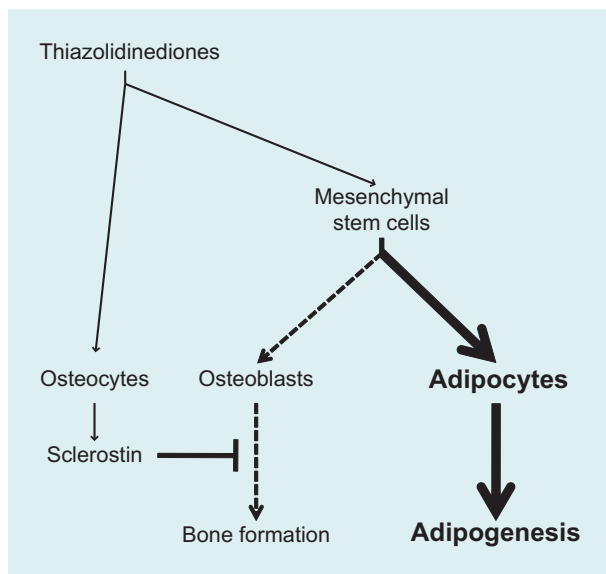 Thiazolidinediones
Mesenchymal
stem cells
Osteocytes
Osteoblasts
Adipocytes
Sclerostin
Bone formation
Adipogenesis